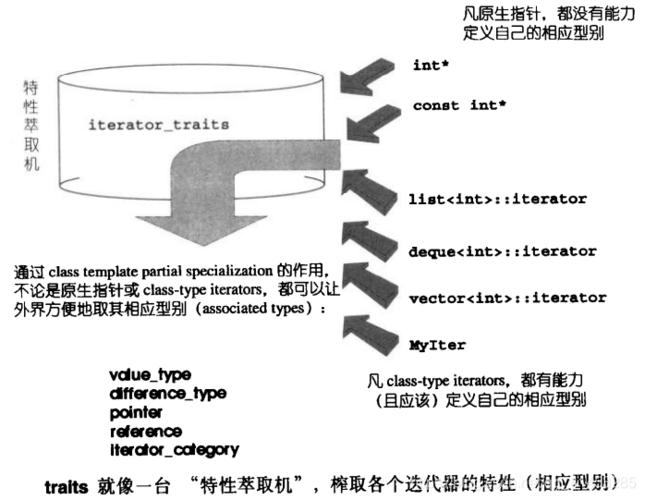 凡原生指针，都没有能力
定义自己的相应型别
int*
const int*
特性萃取机
iterator_traits
list<int>::iterator
deque<int>::iterator
vector<int>::iterator
MyIter
通过 class template partial specialization 的作用，
不论是原生指针或 class-type iterators，都可以让
外界方便地取其相应型别（associated types）：
凡 class-type iterators，都有能力
（且应该）定义自己的相应型别
value_type
difference_type
pointer
reference
iterator_category
traits 就像一台 “特性萃取机”，榨取各个迭代器的特性（相应型别）